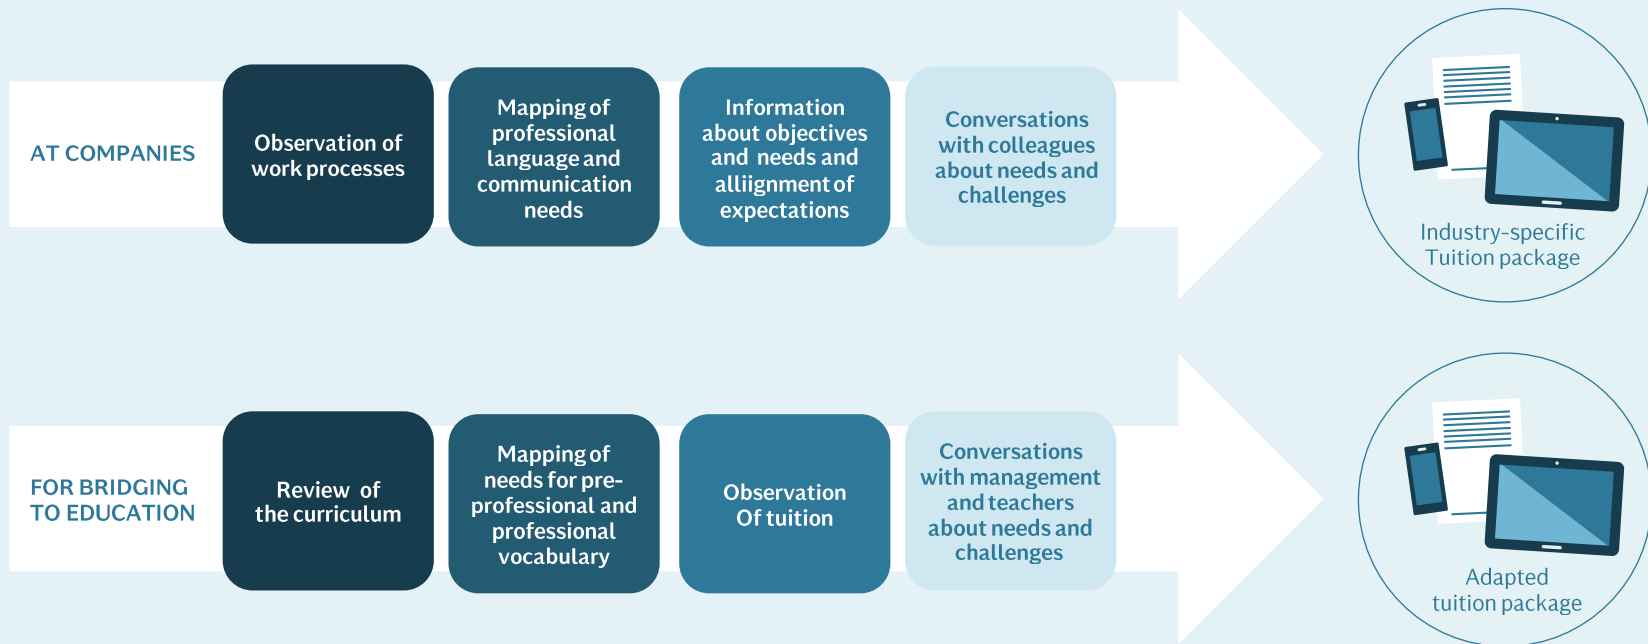 AT COMPANIES
Observation of
work processes
Mapping of
professional
language and
communication
needs
Information
about objectives
and needs and
alliignment of
expectations
Conversations
with colleagues
about needs and
challenges
Industry-specific
Tuition package
FOR BRIDGING
TO EDUCATION
Review of
the curriculum
Mapping of
needs for pre-
professional and
professional
vocabulary
Observation
Of tuition
Conversations
with management
and teachers
about needs and
challenges
Adapted
tuition package